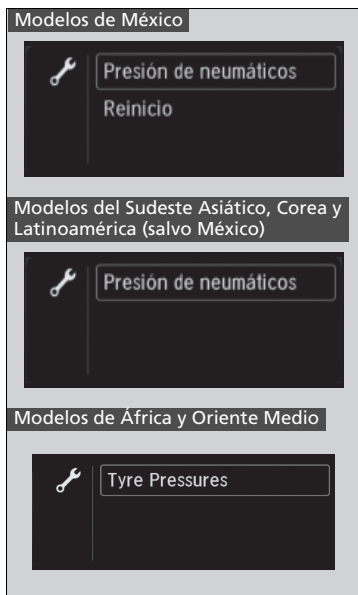 Modelos de México
Presión de neumáticos
Reinicio
Modelos del Sudeste Asiático, Corea y
Latinoamérica (salvo México)
Presión de neumáticos
Modelos de África y Oriente Medio
Tyre Pressures